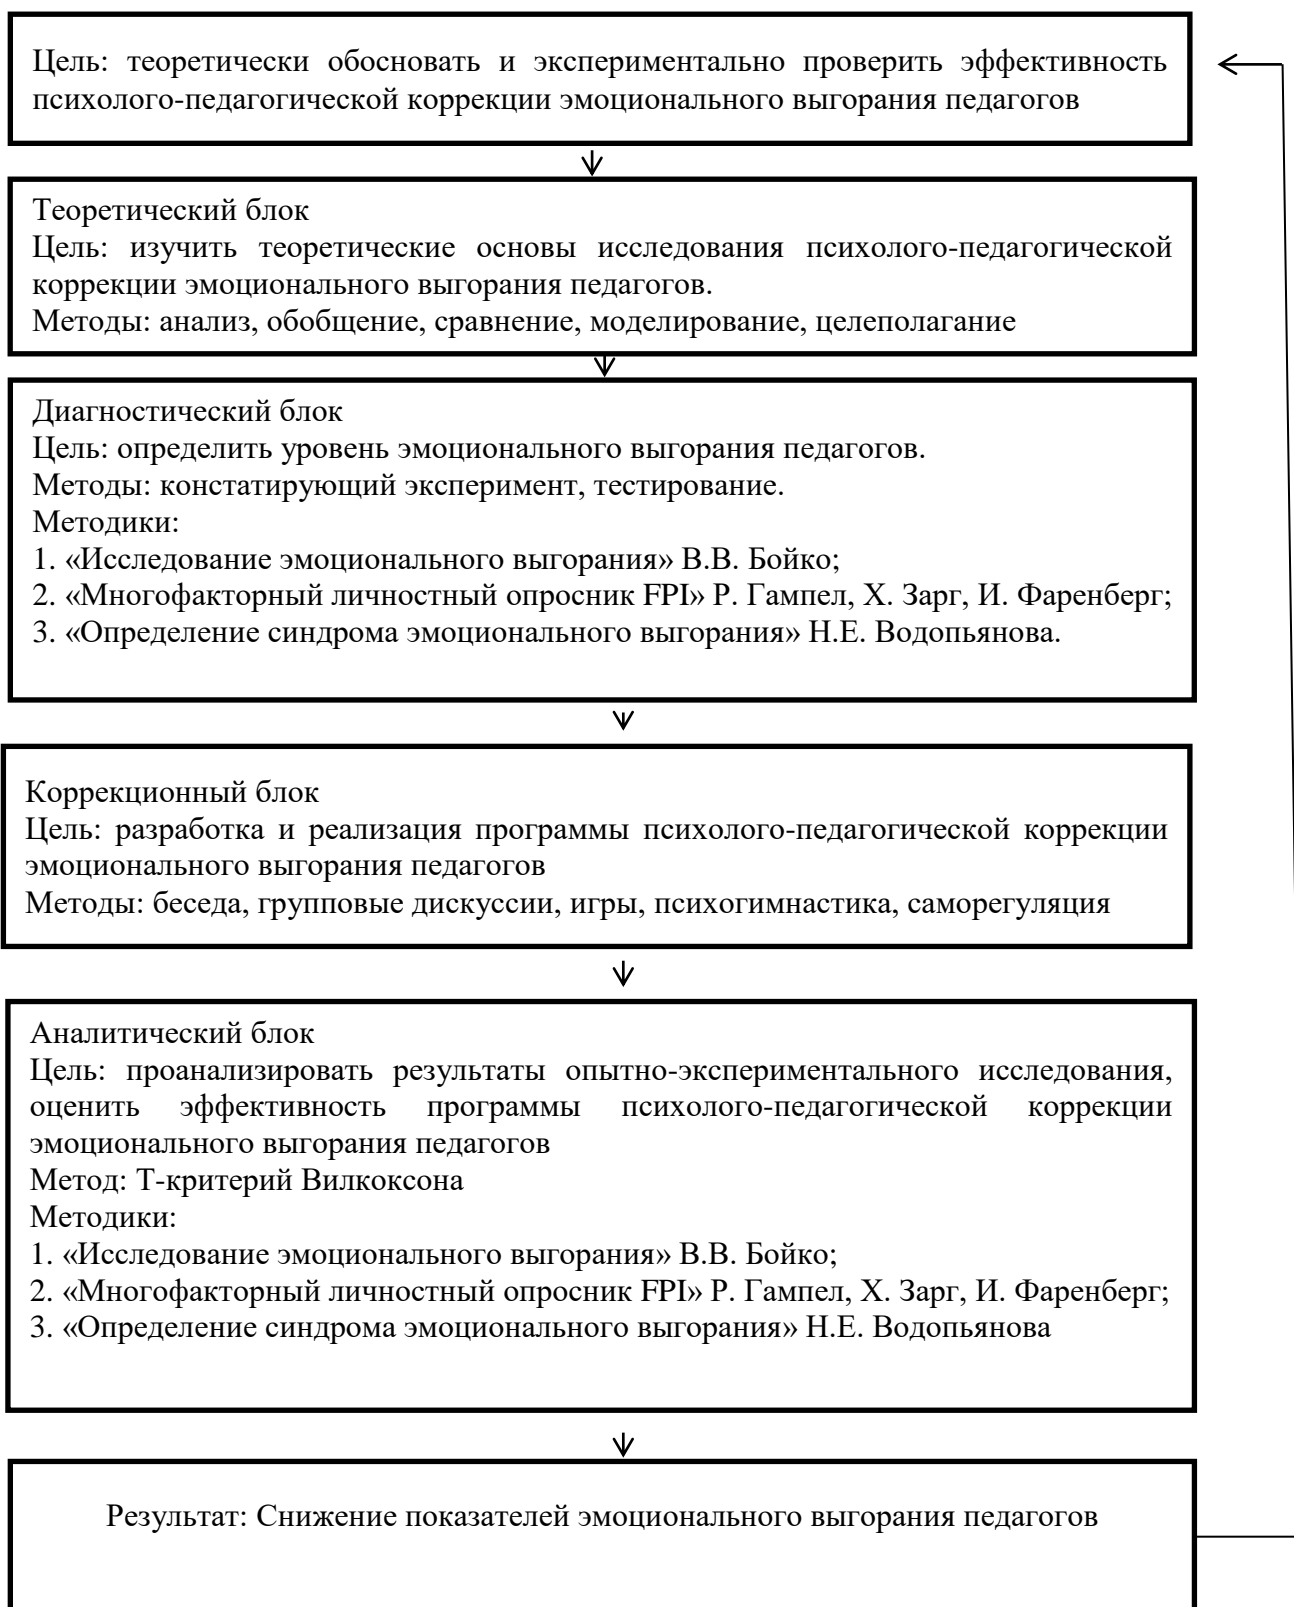 Цель: теоретически обосновать и экспериментально проверить эффективность
психолого-педагогической коррекции эмоционального выгорания педагогов
Теоретический блок
Цель: изучить теоретические основы исследования психолого-педагогической
коррекции эмоционального выгорания педагогов.
Методы: анализ, обобщение, сравнение, моделирование, целеполагание
Диагностический блок
Цель: определить уровень эмоционального выгорания педагогов.
Методы: констатирующий эксперимент, тестирование.
Методики:
1. «Исследование эмоционального выгорания» В.В. Бойко;
2. «Многофакторный личностный опросник FPI» Р. Гампел, Х. Зарг, И. Фаренберг;
3. «Определение синдрома эмоционального выгорания» Н.Е. Водопьянова.
Коррекционный блок
Цель: разработка и реализация программы психолого-педагогической коррекции
эмоционального выгорания педагогов
Методы: беседа, групповые дискуссии, игры, психогимнастика, саморегуляция
Аналитический блок
Цель: проанализировать результаты опытно-экспериментального исследования,
оценить эффективность программы психолого-педагогической коррекции
эмоционального выгорания педагогов
Метод: Т-критерий Вилкоксона
Методики:
1. «Исследование эмоционального выгорания» В.В. Бойко;
2. «Многофакторный личностный опросник FPI» Р. Гампел, Х. Зарг, И. Фаренберг;
3. «Определение синдрома эмоционального выгорания» Н.Е. Водопьянова
Результат: Снижение показателей эмоционального выгорания педагогов